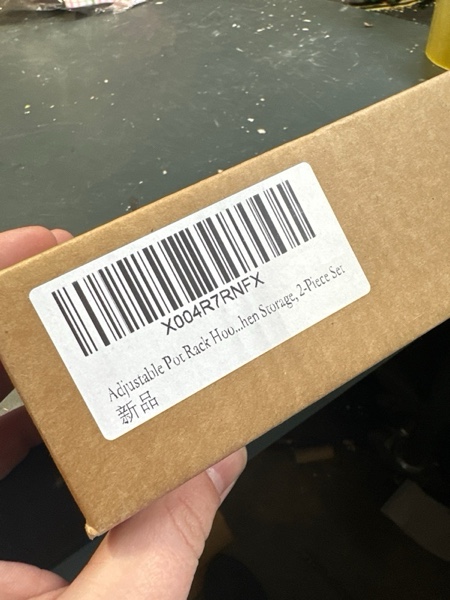 X004R7RNFX
Adjustable Pot Rack Hoo...hen Storage, 2-Piece Set
新品